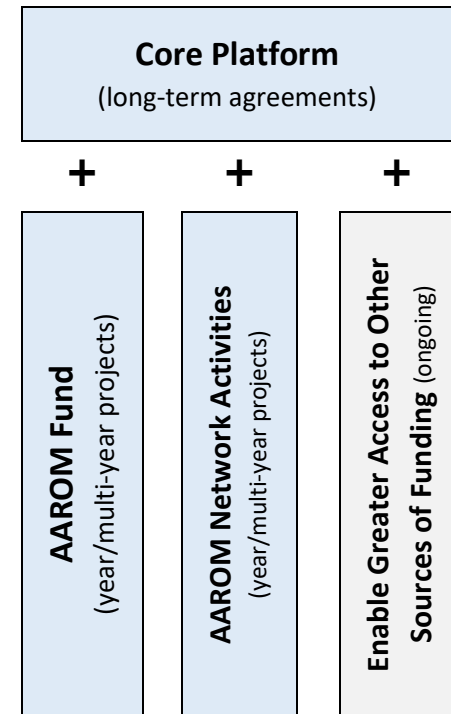 Core Platform
(long-term agreements)
+ + +
AAROM Fund
(year/multi-year projects)
AAROM Network Activities
(year/multi-year projects)
Enable Greater Access to Other
Sources of Funding (ongoing)